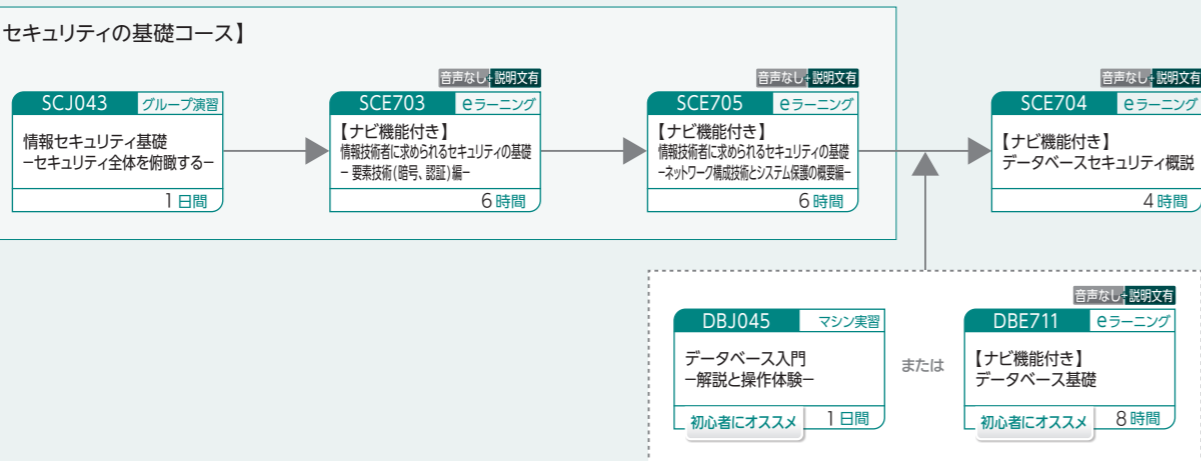 セキュリティの基礎コース】
音声なし+説明文有
音声なし+説明文有
音声なし+説明文有
SCJ043 グループ演習
情報セキュリティ基礎
−セキュリティ全体を俯瞰する−
1日間
SCE703 eラーニング
【ナビ機能付き】
情報技術者に求められるセキュリティの基礎
− 要素技術(暗号、認証)編−
6時間
SCE705 eラーニング
【ナビ機能付き】
情報技術者に求められるセキュリティの基礎
−ネットワーク構成技術とシステム保護の概要編−
6時間
SCE704 eラーニング
【ナビ機能付き】
データベースセキュリティ概説
4時間
DBJ045 マシン実習
データベース入門
−解説と操作体験−
初心者にオススメ 1日間
または
音声なし+説明文有
DBE711 eラーニング
【ナビ機能付き】
データベース基礎
初心者にオススメ 8時間